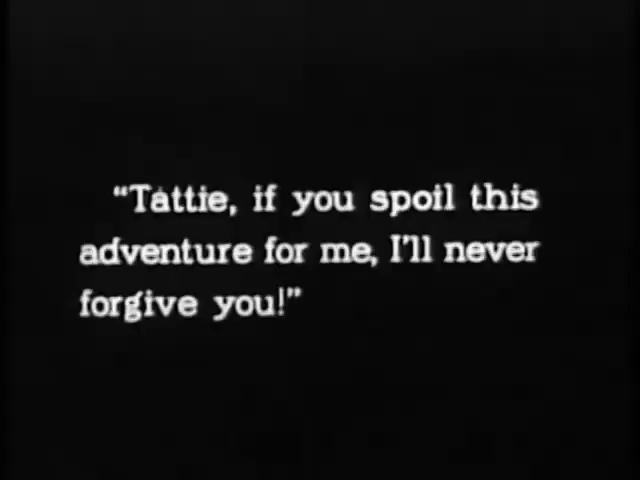 “Tattie, if you spoil this
adventure for me, I’ll never
forgive you!”